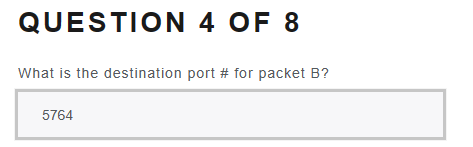 QUESTION 4 OF 8
What is the destination port # for packet B?
5764